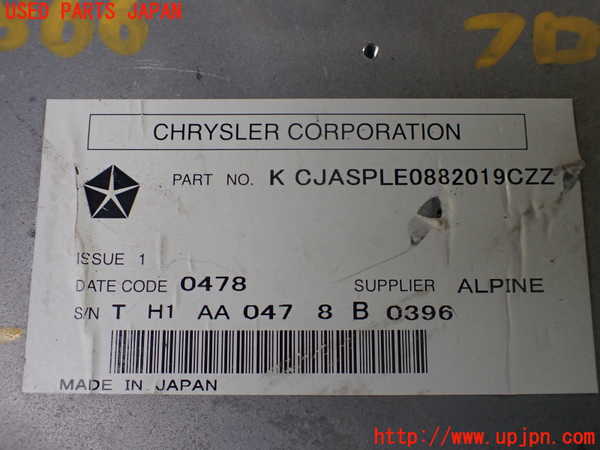 USED PARTS JAPAN
906 7D
CHRYSLER CORPORATION
PART NO. K CJASPLE0882019CZZ
ISSUE 1
DATE CODE 0478 SUPPLIER ALPINE
S/N T H1 AA 047 8 B 0396
MADE IN JAPAN
http://www.upjpn.com/